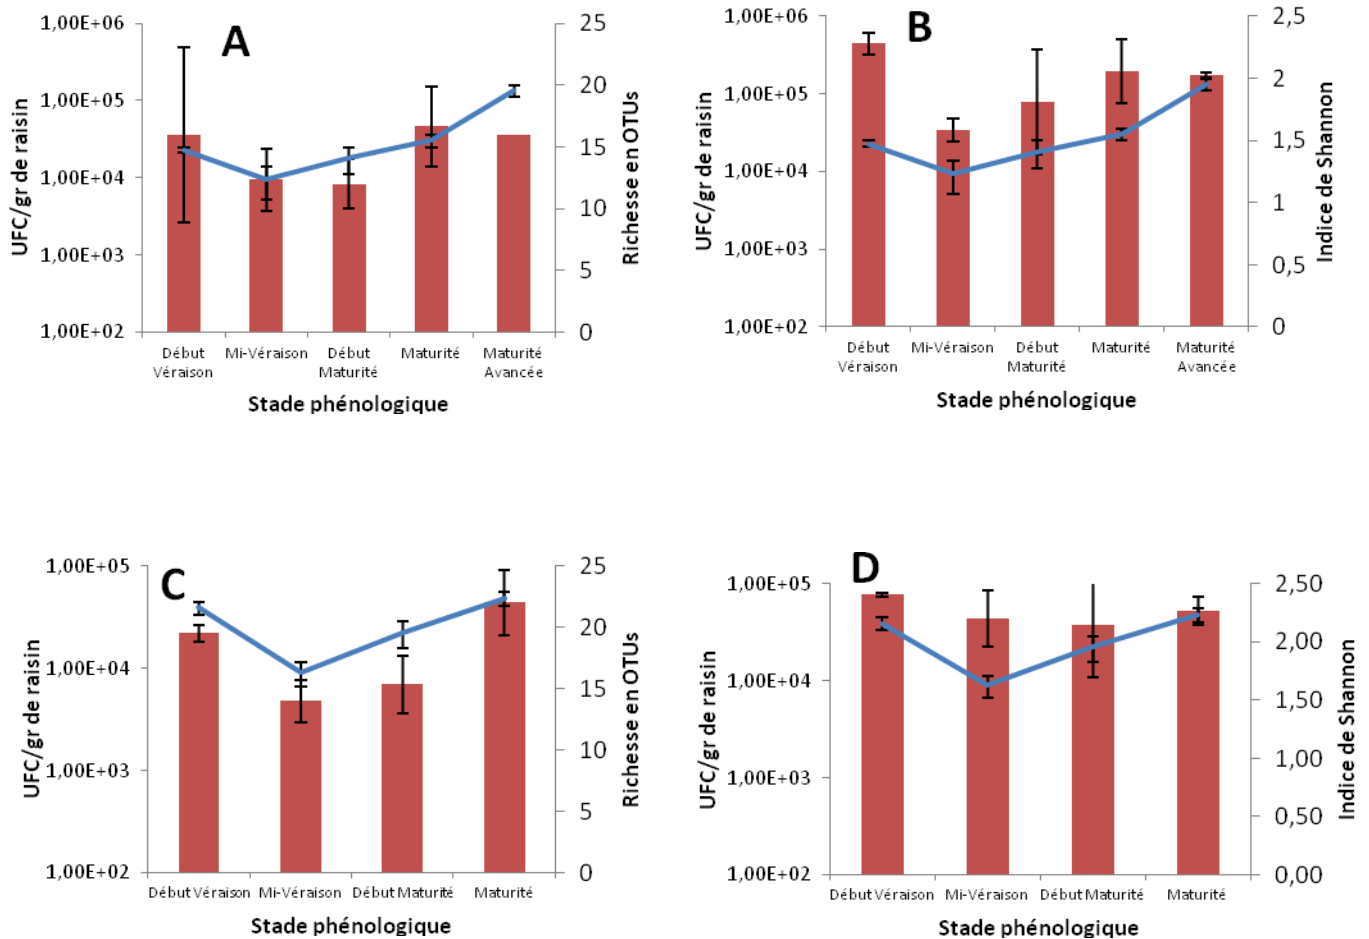 A
1,00E+06
1,00E+05
1,00E+04
1,00E+03
1,00E+02
UFC/gr de raisin
25
20
15
10
5
0
Richesse en OTUs
Début
Véraison
Mi-Véraison
Début
Maturité
Maturité
Maturité
Avancée
Stade phénologique
B
1,00E+06
1,00E+05
1,00E+04
1,00E+03
1,00E+02
UFC/gr de raisin
2,5
2
1,5
1
0,5
0
Indice de Shannon
Début
Véraison
Mi-Véraison
Début
Maturité
Maturité
Maturité
Avancée
Stade phénologique
C
1,00E+05
1,00E+04
1,00E+03
1,00E+02
UFC/gr de raisin
25
20
15
10
5
0
Richesse en OTUs
Début Véraison
Mi-Véraison
Début Maturité
Maturité
Stade phénologique
D
1,00E+05
1,00E+04
1,00E+03
1,00E+02
UFC/gr de raisin
2,50
2,00
1,50
1,00
0,50
0,00
Indice de Shannon
Début Véraison
Mi-Véraison
Début Maturité
Maturité
Stade phénologique